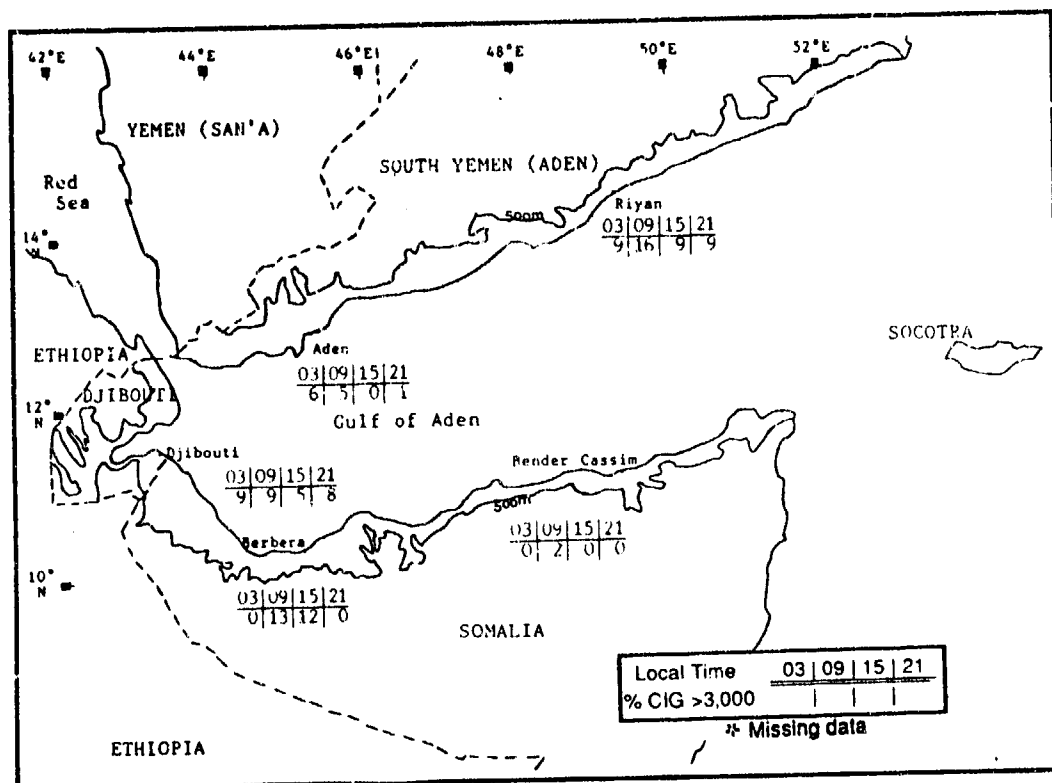 42°E 44°E 46°E 48°E 50°E 52°E
YEMEN (SAN'A)
SOUTH YEMEN (ADEN)
Red
Sea
500m
Riyan
03 09 15 21
9 16 9 9
14°
N
SOCOTRA
ETHIOPIA
Aden
03 09 15 21
6 5 0 1
DJIBOUTI
12°
N
Gulf of Aden
Djibouti
03 09 15 21
9 9 5 8
Bender Cassim
500m
03 09 15 21
0 2 0 0
Berbera
03 09 15 21
0 13 12 0
10°
N
SOMALIA
Local Time 03 09 15 21
% CIG >3,000
* Missing data
ETHIOPIA